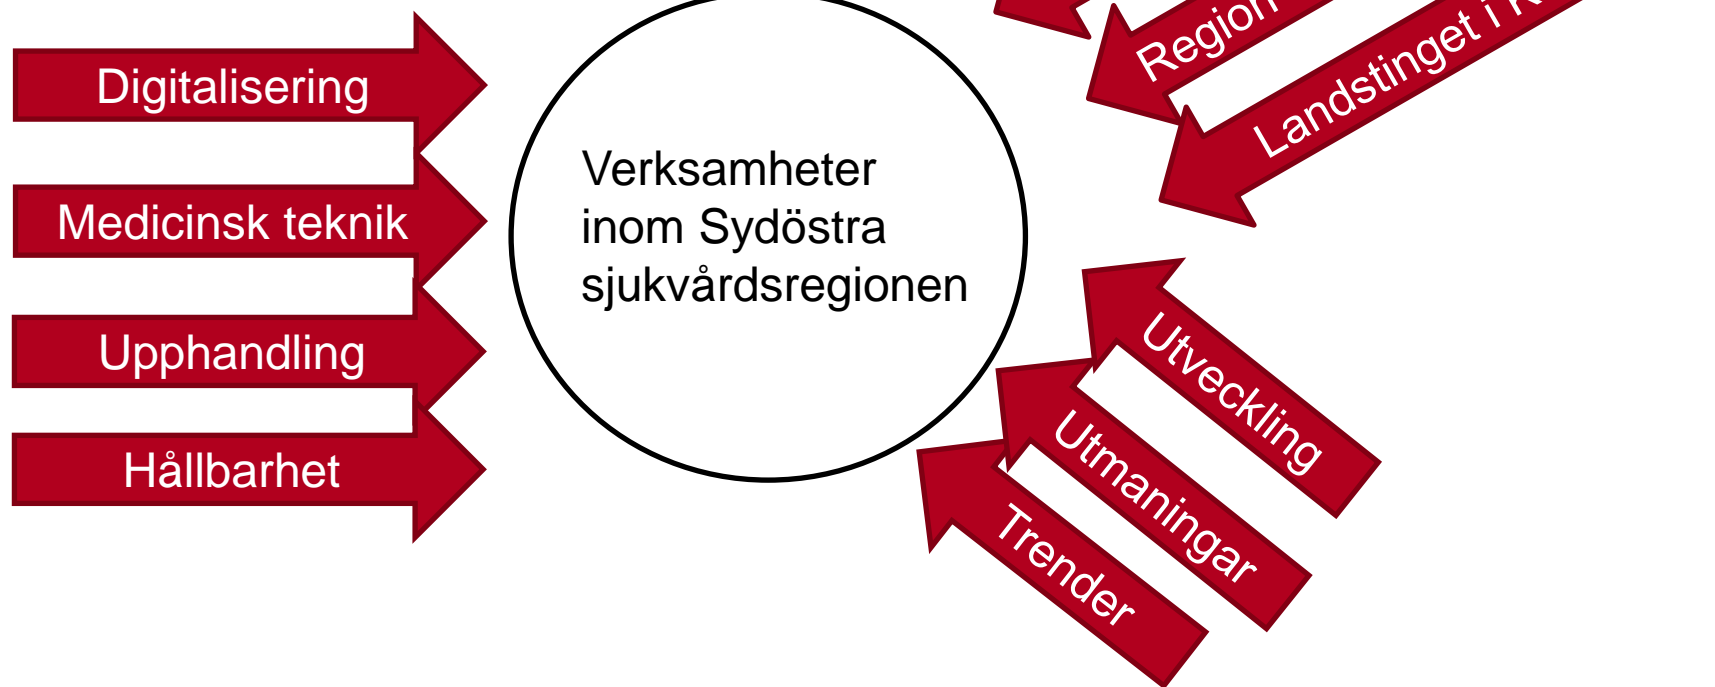 Digitalisering
Medicinsk teknik
Upphandling
Hållbarhet
Verksamheter
inom Sydöstra
sjukvårdsregionen
Region
Landstinget i
Utveckling
Utmaningar
Trender